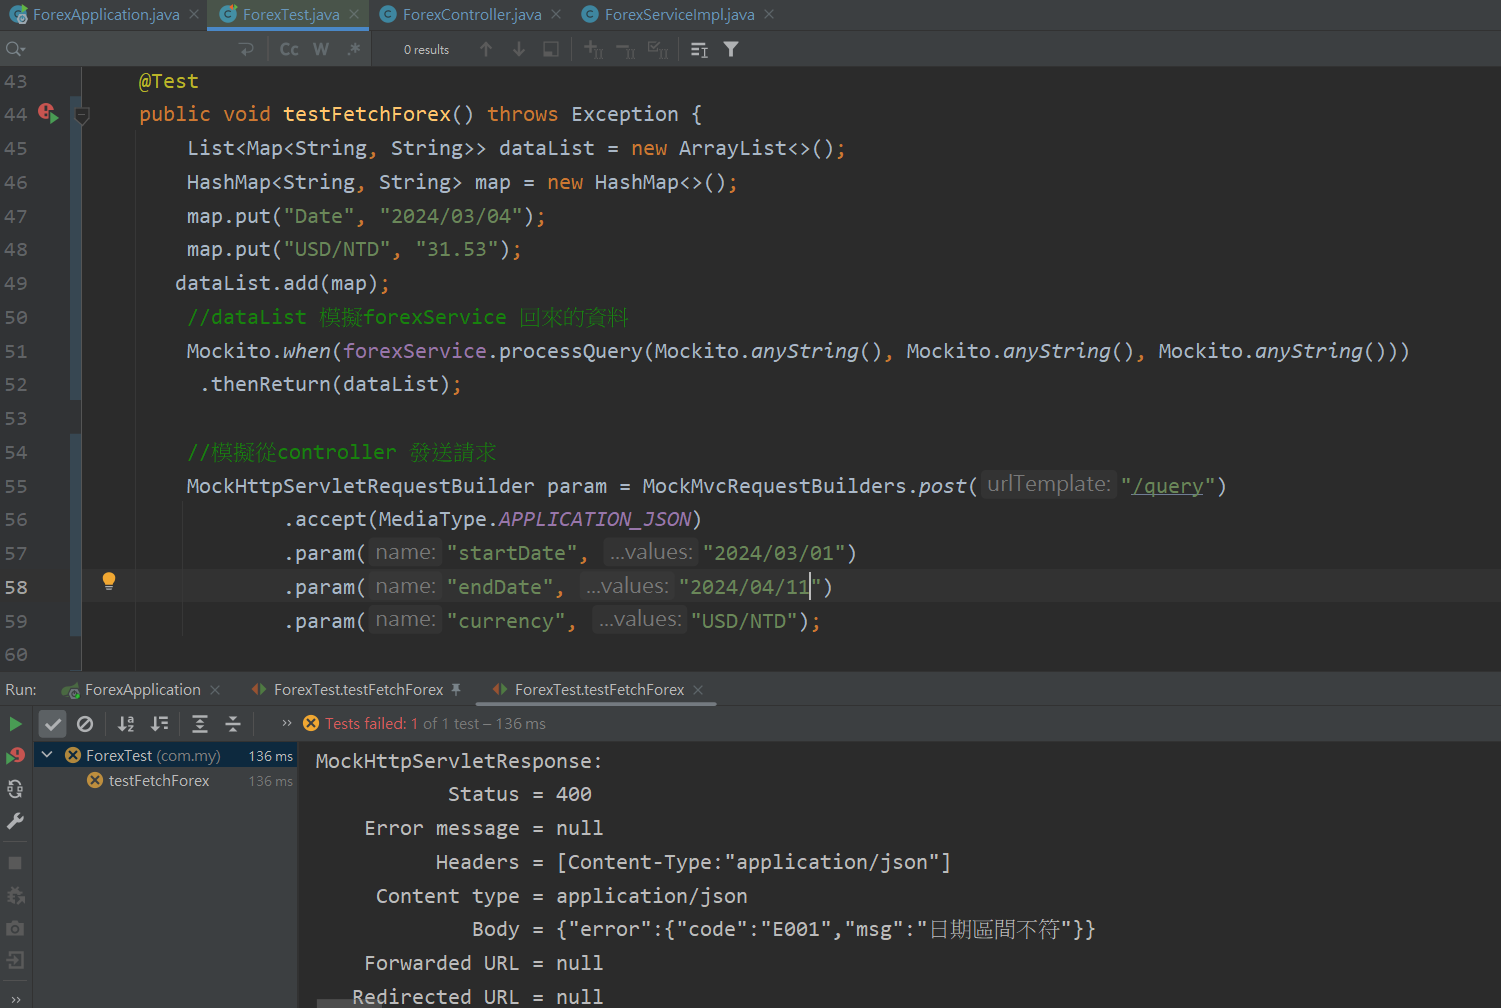 ForexApplication.java × ForexTest.java × ForexController.java × ForexServiceImpl.java ×
Cc W .* 0 results
43 @Test
44 public void testFetchForex() throws Exception {
45 List<Map<String, String>> dataList = new ArrayList<>();
46 HashMap<String, String> map = new HashMap<>();
47 map.put("Date", "2024/03/04");
48 map.put("USD/NTD", "31.53");
49 dataList.add(map);
50 //dataList 模擬forexService 回來的資料
51 Mockito.when(forexService.processQuery(Mockito.anyString(), Mockito.anyString(), Mockito.anyString()))
52 .thenReturn(dataList);
53
54 //模擬從controller 發送請求
55 MockHttpServletRequestBuilder param = MockMvcRequestBuilders.post( urlTemplate: "/query")
56 .accept(MediaType.APPLICATION_JSON)
57 .param( name: "startDate", ...values: "2024/03/01")
58 .param( name: "endDate", ...values: "2024/04/11")
59 .param( name: "currency", ...values: "USD/NTD");
60
Run: ForexApplication × ForexTest.testFetchForex ForexTest.testFetchForex ×
>> Tests failed: 1 of 1 test – 136 ms
ForexTest (com.my) 136 ms
testFetchForex 136 ms
MockHttpServletResponse:
Status = 400
Error message = null
Headers = [Content-Type:"application/json"]
Content type = application/json
Body = {"error":{"code":"E001","msg":"日期區間不符"}}
Forwarded URL = null
Redirected URL = null